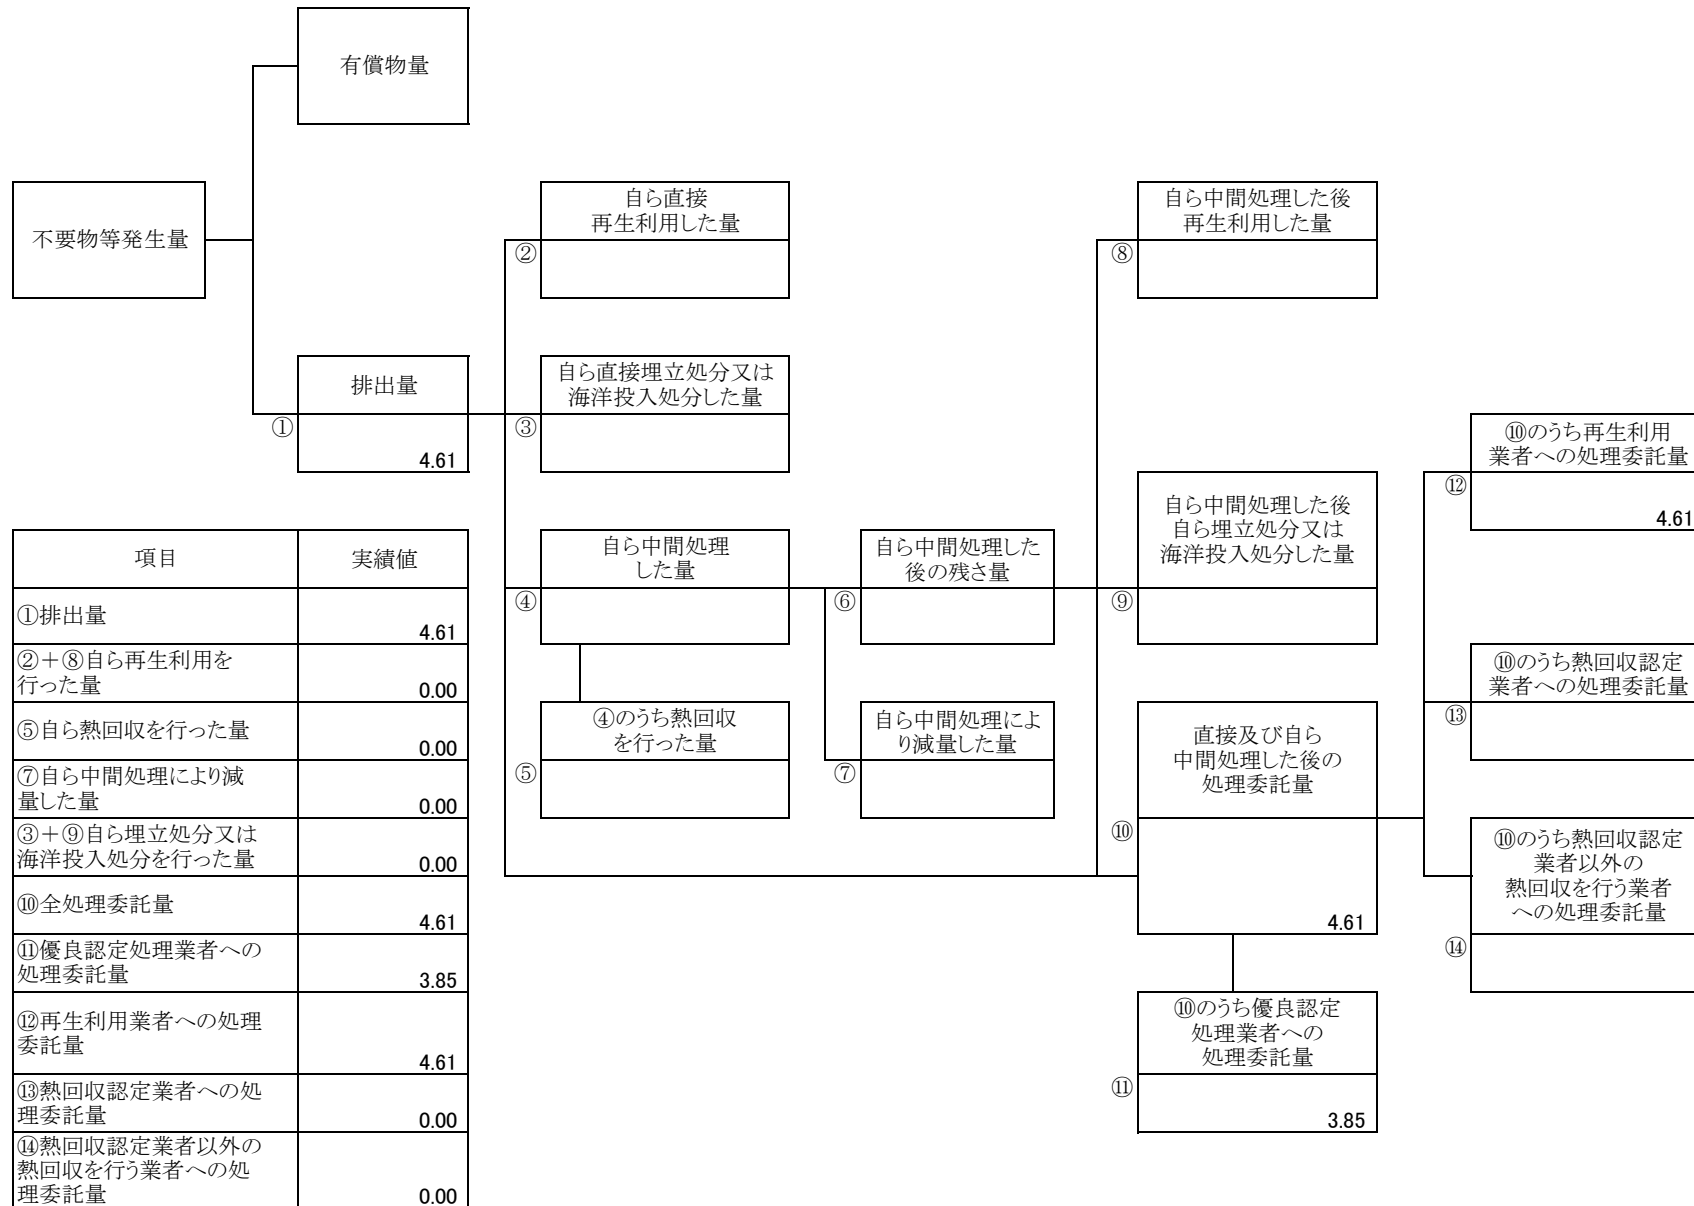 有償物量
不要物等発生量
自ら直接
再生利用した量
②
自ら中間処理した後
再生利用した量
⑧
排出量
①
4.61
自ら直接埋立処分又は
海洋投入処分した量
③
⑩のうち再生利用
業者への処理委託量
⑫
4.61
自ら中間処理した後
自ら埋立処分又は
海洋投入処分した量
⑨
自ら中間処理
した量
④
自ら中間処理した
後の残さ量
⑥
⑩のうち熱回収認定
業者への処理委託量
⑬
④のうち熱回収
を行った量
⑤
自ら中間処理によ
り減量した量
⑦
直接及び自ら
中間処理した後の
処理委託量
⑩
4.61
⑩のうち熱回収認定
業者以外の
熱回収を行う業者
への処理委託量
⑭
⑩のうち優良認定
処理業者への
処理委託量
⑪
3.85
項目
実績値
①排出量
4.61
②＋⑧自ら再生利用を
行った量
0.00
⑤自ら熱回収を行った量
0.00
⑦自ら中間処理により減
量した量
0.00
③＋⑨自ら埋立処分又は
海洋投入処分を行った量
0.00
⑩全処理委託量
4.61
⑪優良認定処理業者への
処理委託量
3.85
⑫再生利用業者への処理
委託量
4.61
⑬熱回収認定業者への処
理委託量
0.00
⑭熱回収認定業者以外の
熱回収を行う業者への処
理委託量
0.00